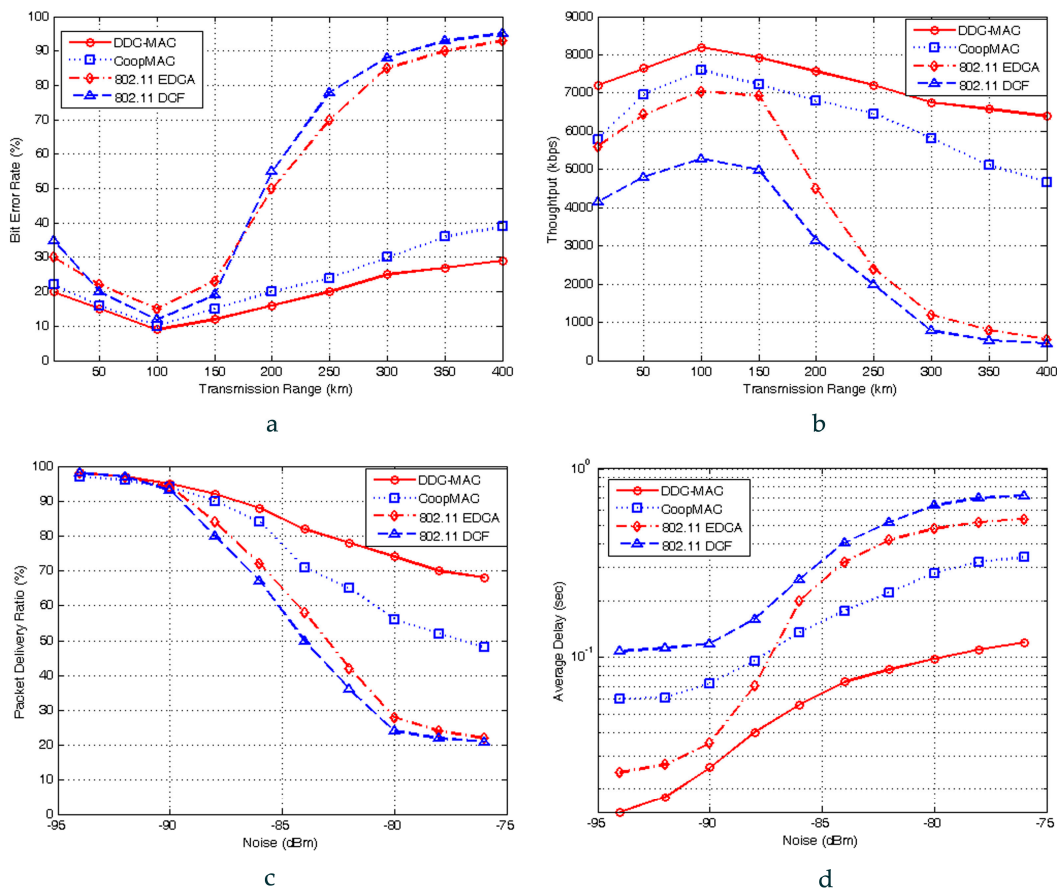 100
90
80
70
60
50
40
30
20
10
0
Bit Error Rate (%)
DDC-MAC
CoopMAC
802.11 EDCA
802.11 DCF
50 100 150 200 250 300 350 400
Transmission Range (km)
a
9000
8000
7000
6000
5000
4000
3000
2000
1000
0
Thoughtput (kbps)
DDC-MAC
CoopMAC
802.11 EDGA
802.11 DCF
50 100 150 200 250 300 350 400
Transmission Range (km)
b
100
90
80
70
60
50
40
30
20
10
0
Packet Delivery Ratio (%)
DDC-MAC
CoopMAC
802.11 EDCA
802.11 DCF
-95 -90 -85 -80 -75
Noise (dBm)
c
10^0
10^-1
Average Delay (sec)
DDC-MAC
CoopMAC
802.11 EDCA
802.11 DCF
-95 -90 -85 -80 -75
Noise (dBm)
d